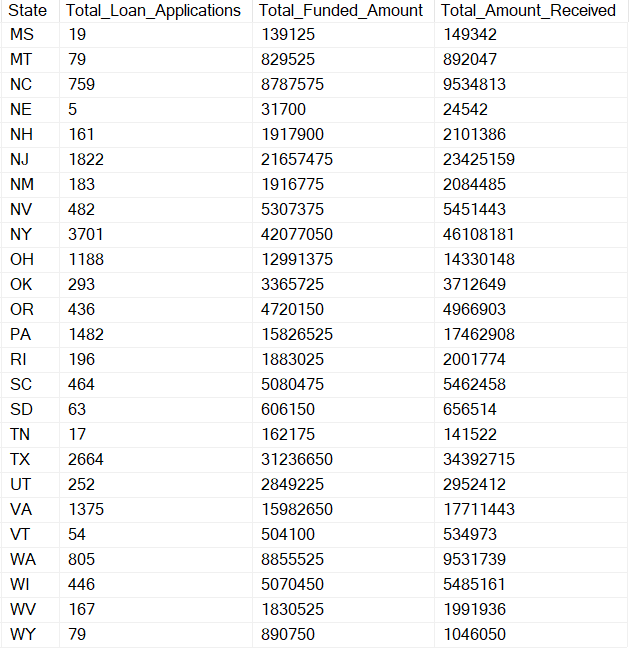 State Total_Loan_Applications Total_Funded_Amount Total_Amount_Received
MS 19 139125 149342
MT 79 829525 892047
NC 759 8787575 9534813
NE 5 31700 24542
NH 161 1917900 2101386
NJ 1822 21657475 23425159
NM 183 1916775 2084485
NV 482 5307375 5451443
NY 3701 42077050 46108181
OH 1188 12991375 14330148
OK 293 3365725 3712649
OR 436 4720150 4966903
PA 1482 15826525 17462908
RI 196 1883025 2001774
SC 464 5080475 5462458
SD 63 606150 656514
TN 17 162175 141522
TX 2664 31236650 34392715
UT 252 2849225 2952412
VA 1375 15982650 17711443
VT 54 504100 534973
WA 805 8855525 9531739
WI 446 5070450 5485161
WV 167 1830525 1991936
WY 79 890750 1046050